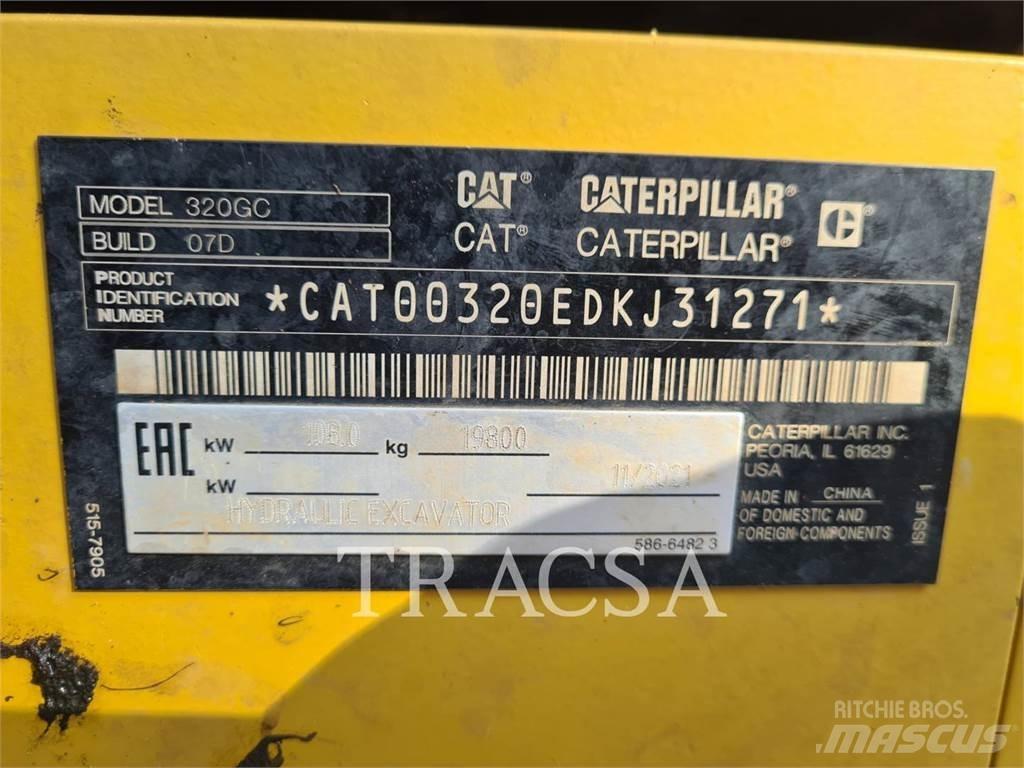 MODEL 320GC
BUILD 07D
CAT® CATERPILLAR®
CAT® CATERPILLAR® CE®
PRODUCT
IDENTIFICATION
NUMBER
*CAT00320EDKJ31271*
EAC kW kg 19800
kW 11/2021
HYDRAULIC EXCAVATOR
586-6482 3
515-7905
CATERPILLAR INC.
PEORIA, IL 61629
USA
MADE IN CHINA
OF DOMESTIC AND
FOREIGN COMPONENTS
ISSUE 1
TRACSA
RITCHIE BROS.
MASCUS